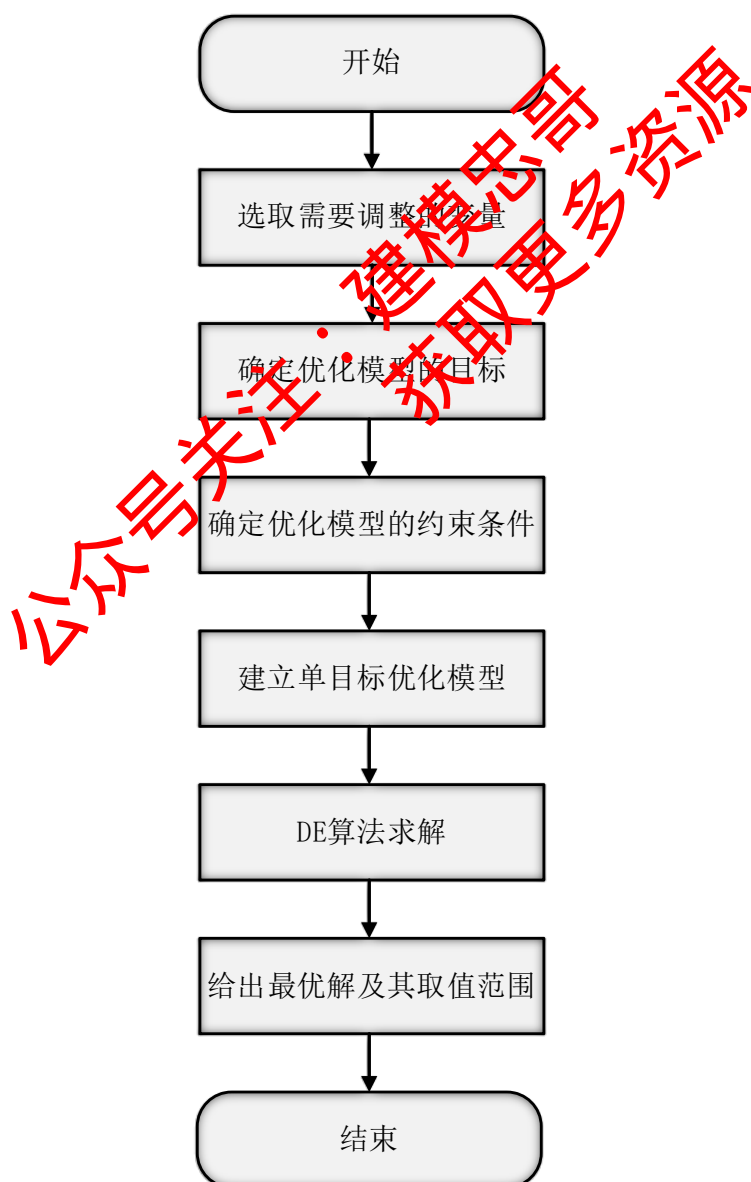 开始
选取需要调整的变量
确定优化模型的目标
确定优化模型的约束条件
建立单目标优化模型
DE算法求解
给出最优解及其取值范围
结束
公众号关注：建模忠哥
获取更多资源